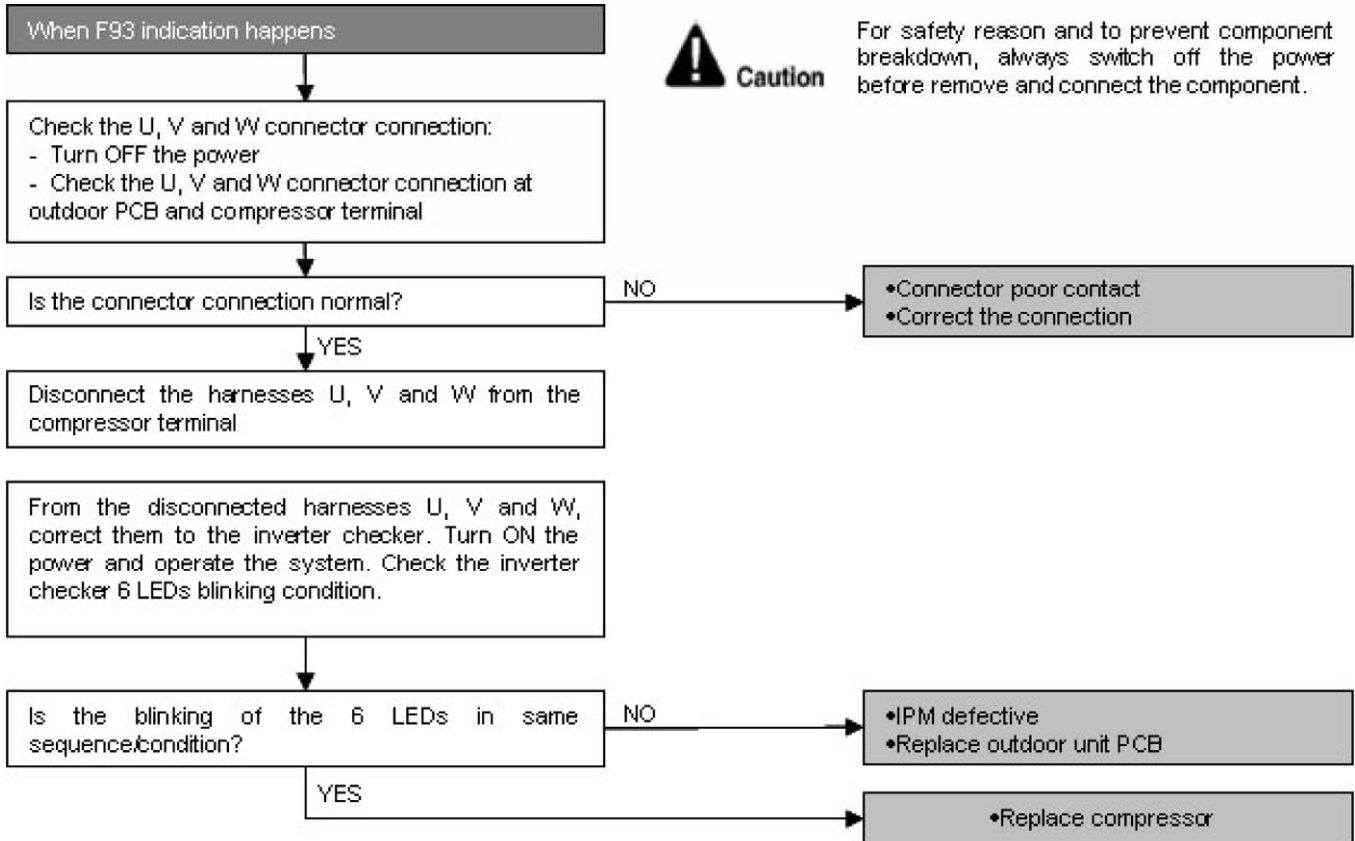 When F93 indication happens
Caution
For safety reason and to prevent component
breakdown, always switch off the power
before remove and connect the component.
Check the U, V and W connector connection:
- Turn OFF the power
- Check the U, V and W connector connection at
outdoor PCB and compressor terminal
Is the connector connection normal?
NO
•Connector poor contact
•Correct the connection
YES
Disconnect the harnesses U, V and W from the
compressor terminal
From the disconnected harnesses U, V and W,
correct them to the inverter checker. Turn ON the
power and operate the system. Check the inverter
checker 6 LEDs blinking condition.
Is the blinking of the 6 LEDs in same
sequence/condition?
NO
•IPM defective
•Replace outdoor unit PCB
YES
•Replace compressor